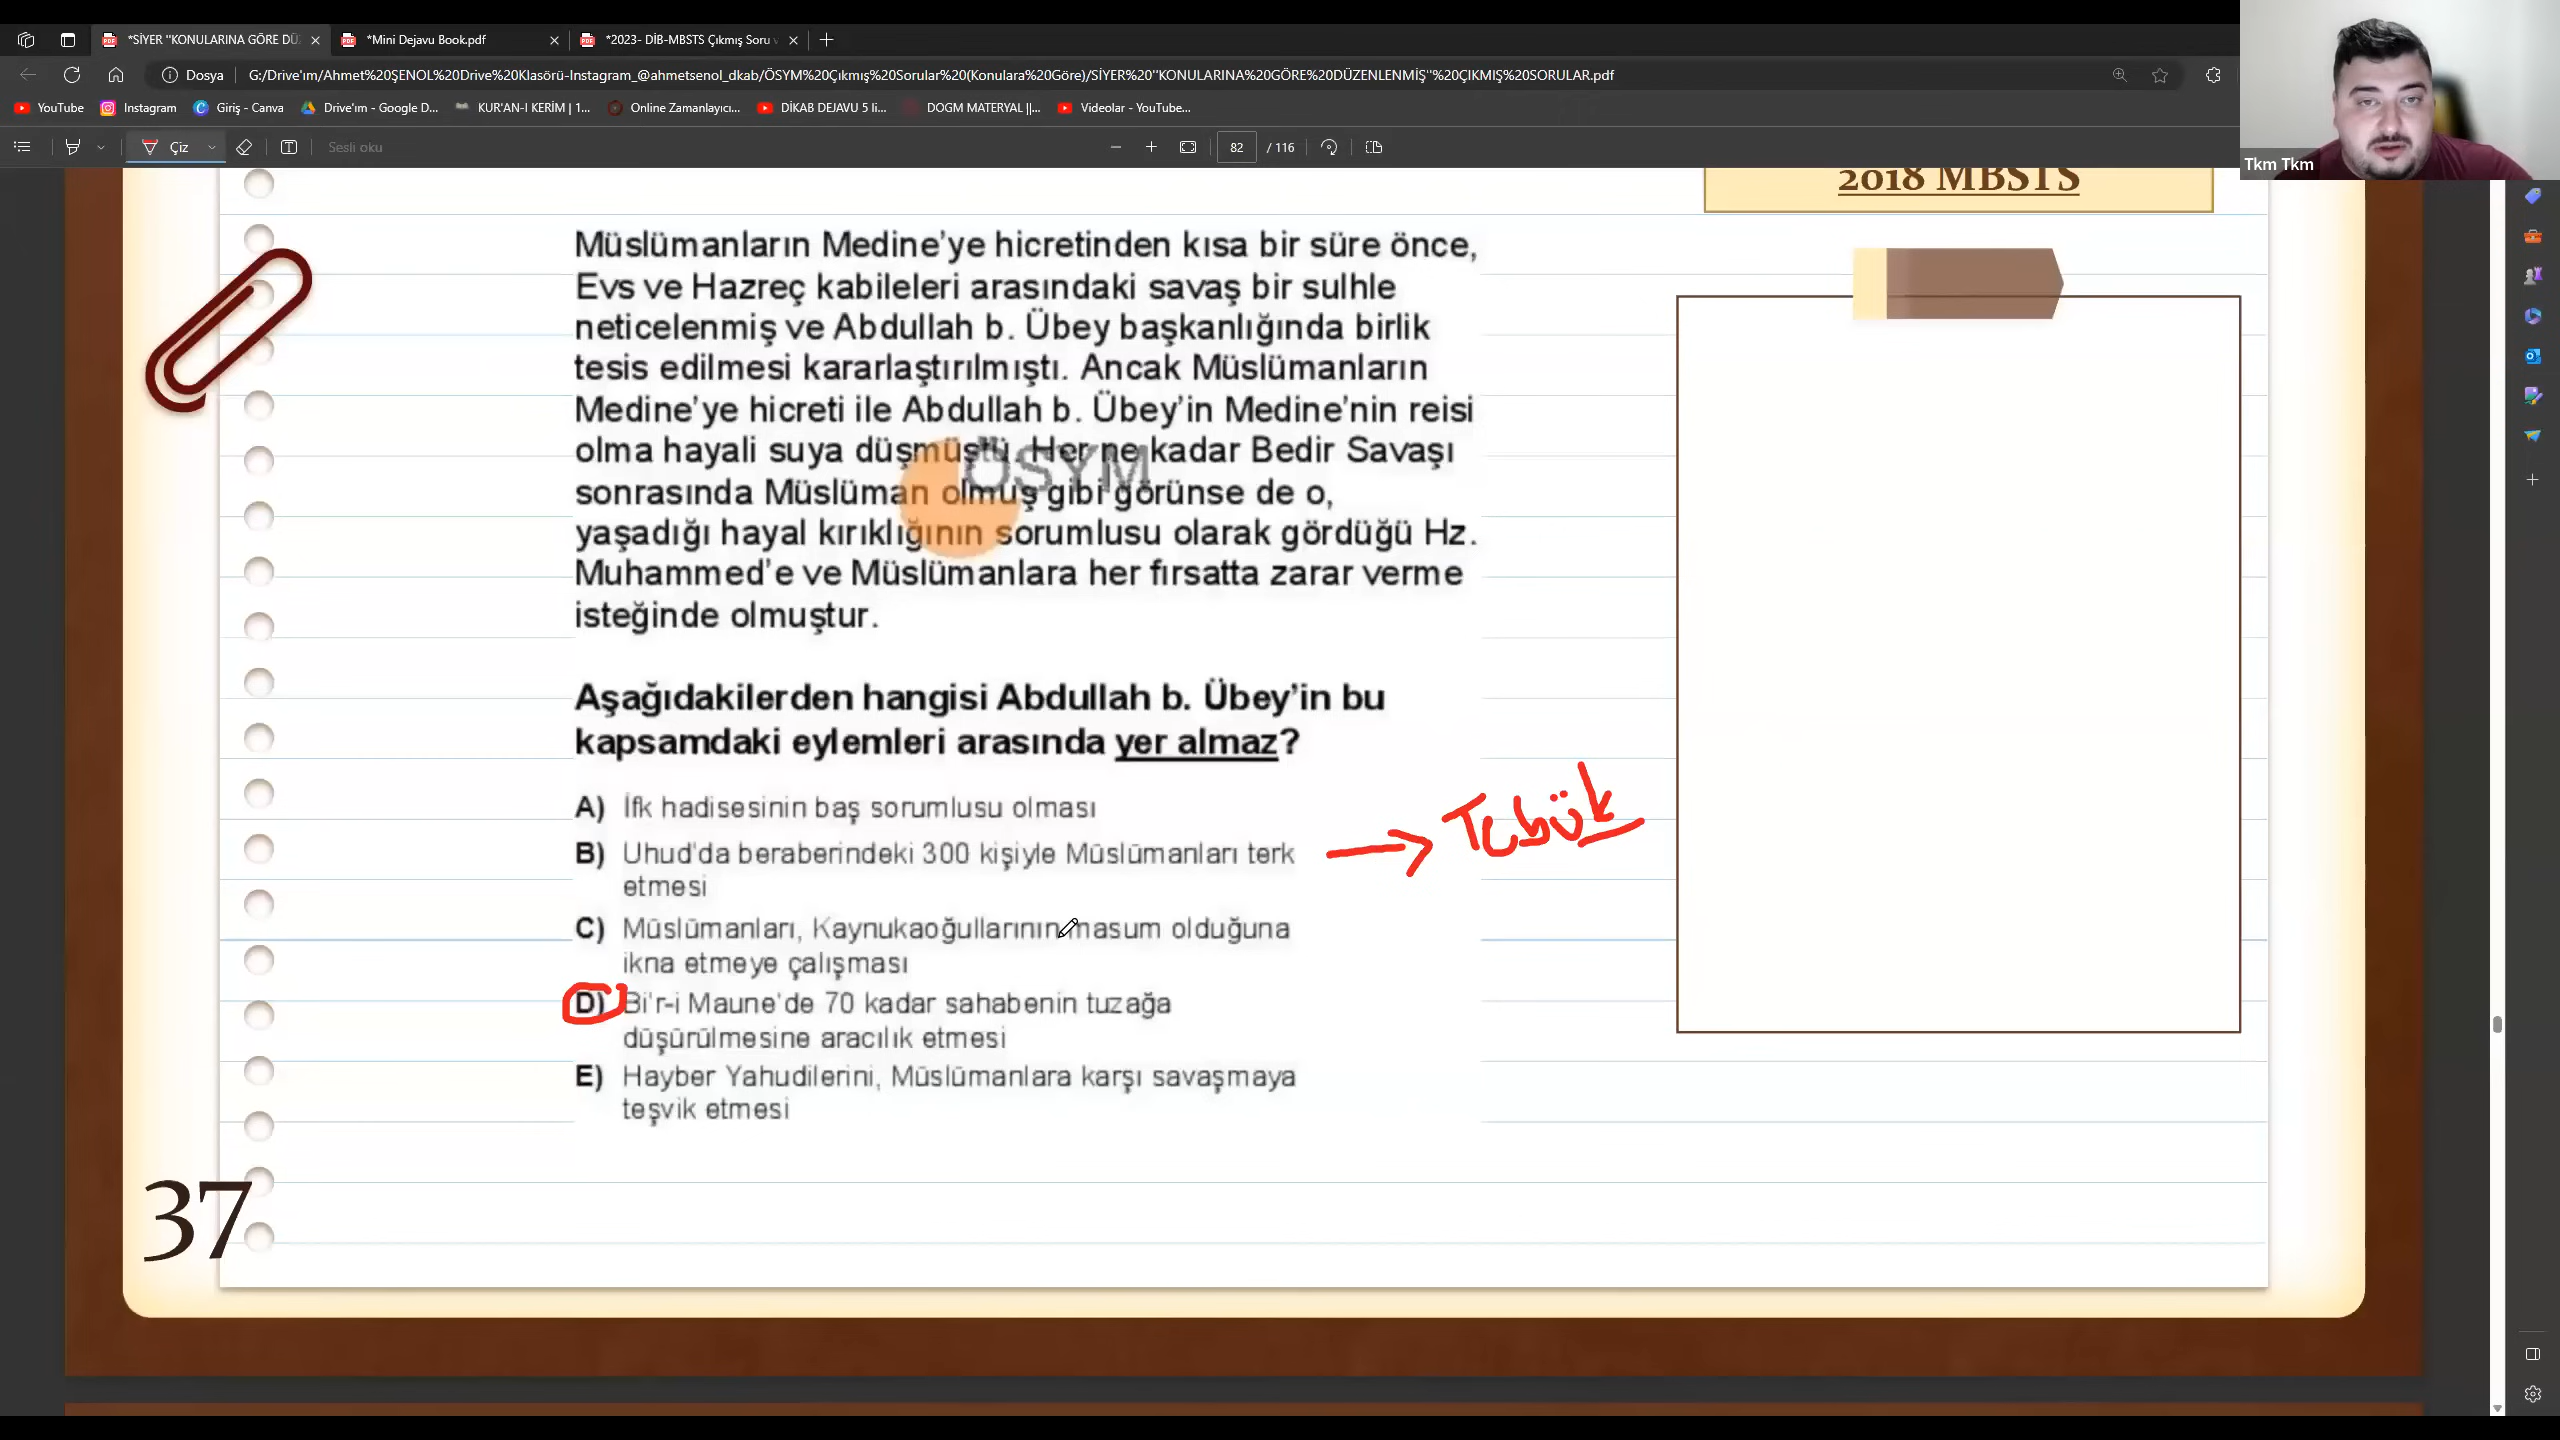 *SİYER "KONULARINA GÖRE DÜ
*Mini Dejavu Book.pdf
*2023- DİB-MBSTS Çıkmış Soru v
Dosya
G:/Drive'ım/Ahmet%20ŞENOL%20Drive%20Klasörü-Instagram_@ahmetsenol_dkab/ÖSYM%20Çıkmış%20Sorular%20(Konulara%20Göre)/SİYER%20"KONULARINA%20GÖRE%20DÜZENLENMİŞ"%20ÇIKMIŞ%20SORULAR.pdf
YouTube
Instagram
Giriş - Canva
Drive'ım - Google D...
KUR'AN-I KERİM | 1...
Online Zamanlayıcı...
DİKAB DEJAVU 5 li...
DOGM MATERYAL ||...
Videolar - YouTube...
Çiz
Sesli oku
82
/ 116
Tkm Tkm
2018 MBSTS
Müslümanların Medine'ye hicretinden kısa bir süre önce,
Evs ve Hazreç kabileleri arasındaki savaş bir sulhle
neticelenmiş ve Abdullah b. Übey başkanlığında birlik
tesis edilmesi kararlaştırılmıştı. Ancak Müslümanların
Medine'ye hicreti ile Abdullah b. Übey'in Medine'nin reisi
olma hayali suya düşmüştü. Her ne kadar Bedir Savaşı
ÖSYM
sonrasında Müslüman olmuş gibi görünse de o,
yaşadığı hayal kırıklığının sorumlusu olarak gördüğü Hz.
Muhammed'e ve Müslümanlara her fırsatta zarar verme
isteğinde olmuştur.
Aşağıdakilerden hangisi Abdullah b. Übey'in bu
kapsamdaki eylemleri arasında yer almaz?
A) İfk hadisesinin baş sorumlusu olması
B) Uhud'da beraberindeki 300 kişiyle Müslümanları terk
etmesi
Tebük
C) Müslümanları, Kaynukaoğullarının masum olduğuna
ikna etmeye çalışması
D) Bi'r-i Maune'de 70 kadar sahabenin tuzağa
düşürülmesine aracılık etmesi
E) Hayber Yahudilerini, Müslümanlara karşı savaşmaya
teşvik etmesi
37